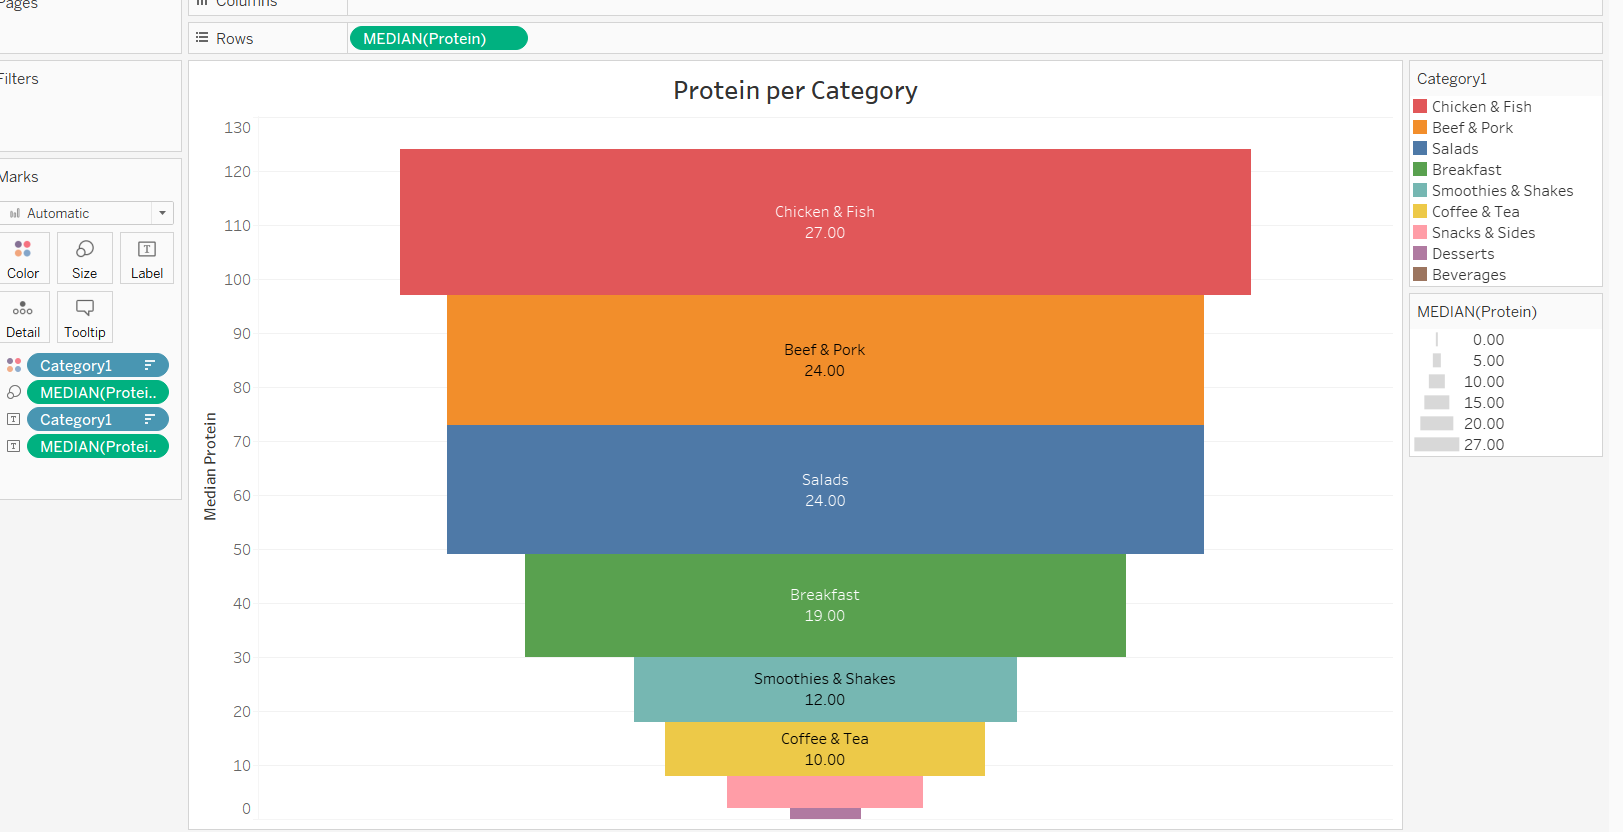 Pages
Columns
Rows
MEDIAN(Protein)
Filters
Marks
Automatic
Color
Size
Label
Detail
Tooltip
Category1
MEDIAN(Protei..
Category1
MEDIAN(Protei..
Protein per Category
Median Protein
130
120
110
100
90
80
70
60
50
40
30
20
10
0
Chicken & Fish
27.00
Beef & Pork
24.00
Salads
24.00
Breakfast
19.00
Smoothies & Shakes
12.00
Coffee & Tea
10.00
Category1
Chicken & Fish
Beef & Pork
Salads
Breakfast
Smoothies & Shakes
Coffee & Tea
Snacks & Sides
Desserts
Beverages
MEDIAN(Protein)
0.00
5.00
10.00
15.00
20.00
27.00